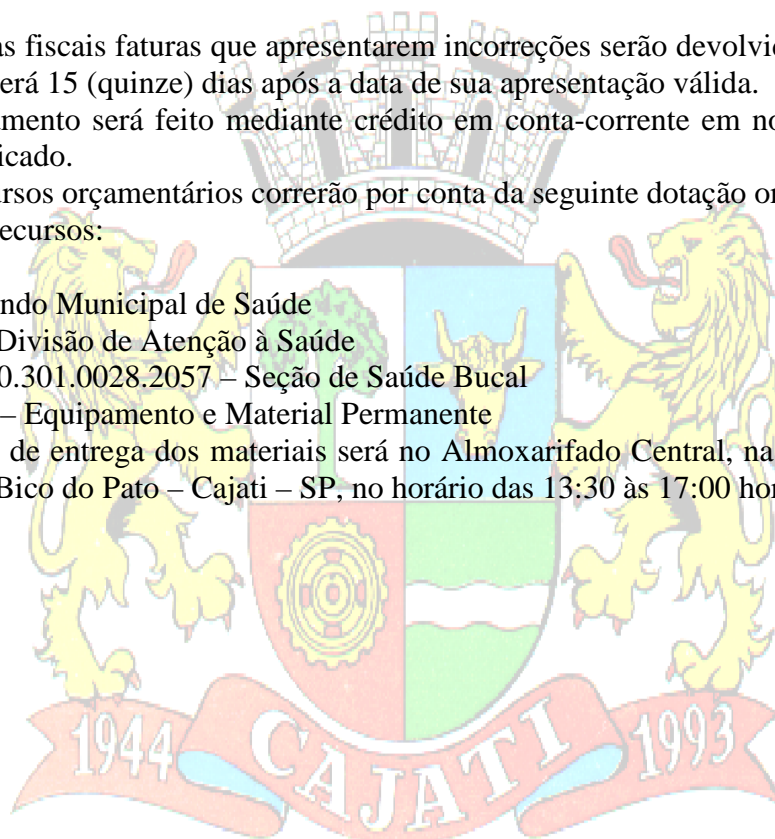 as fiscais faturas que apresentarem incorreções serão devolvid
erá 15 (quinze) dias após a data de sua apresentação válida.
mento será feito mediante crédito em conta-corrente em no
icado.
ursos orçamentários correrão por conta da seguinte dotação or
ecursos:
ndo Municipal de Saúde
Divisão de Atenção à Saúde
0.301.0028.2057 – Seção de Saúde Bucal
– Equipamento e Material Permanente
de entrega dos materiais será no Almoxarifado Central, na
Bico do Pato – Cajati – SP, no horário das 13:30 às 17:00 hor
1944 CAJATI 1993